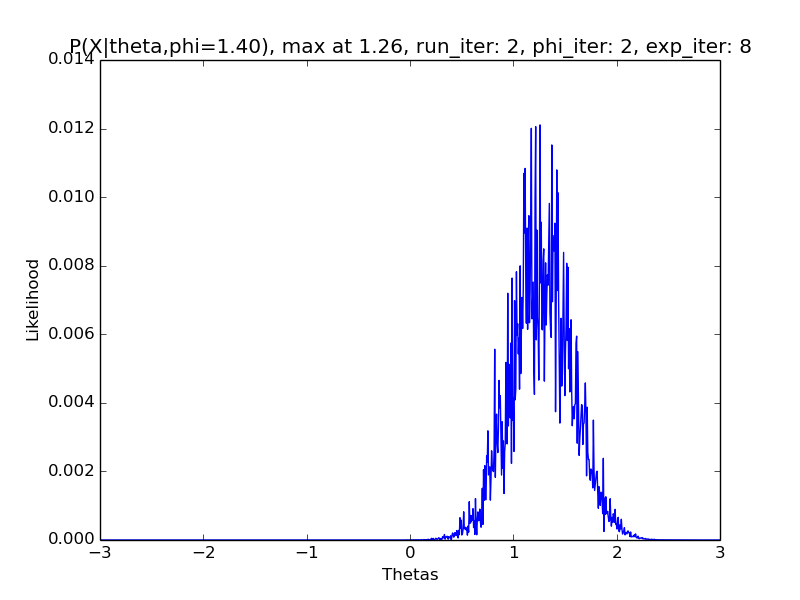 P(X|theta,phi=1.40), max at 1.26, run_iter: 2, phi_iter: 2, exp_iter: 8
0.014
0.012
0.010
0.008
0.006
0.004
0.002
0.000
Likelihood
−3 −2 −1 0 1 2 3
Thetas